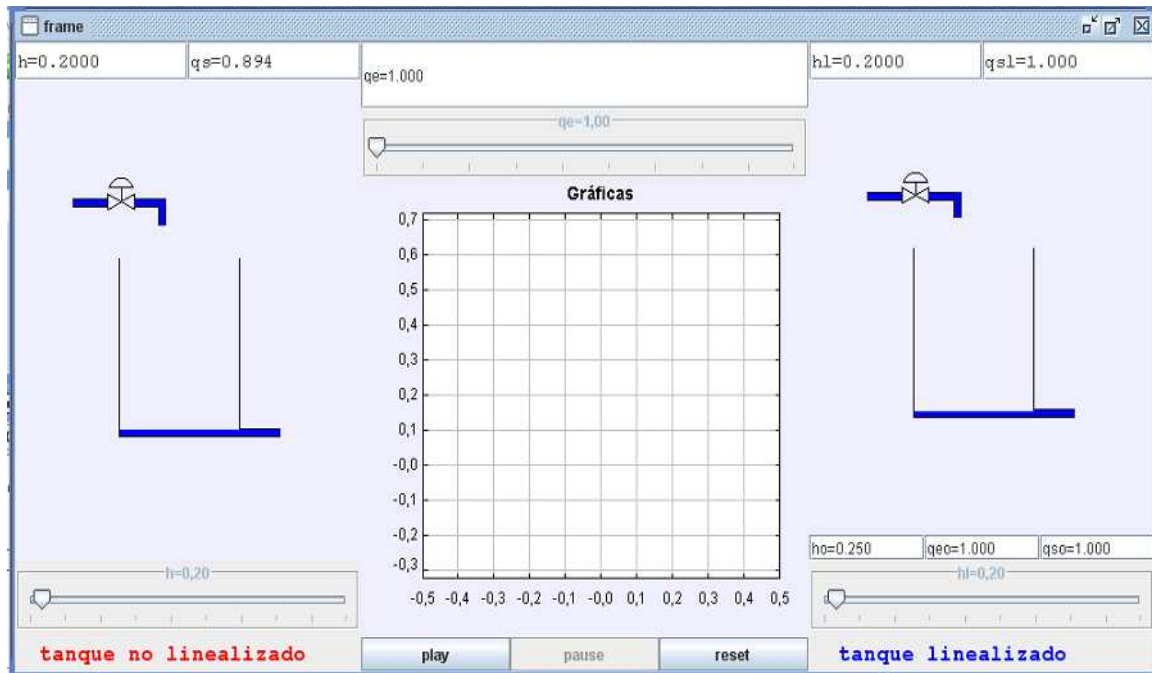 frame
h=0.2000
qs=0.894
qe=1.000
hl=0.2000
qsl=1.000
qe=1,00
Gráficas
0,7
0,6
0,5
0,4
0,3
0,2
0,1
-0,0
-0,1
-0,2
-0,3
-0,5 -0,4 -0,3 -0,2 -0,1 -0,0 0,1 0,2 0,3 0,4 0,5
ho=0.250
qeo=1.000
qso=1.000
h=0,20
hl=0,20
tanque no linealizado
play
pause
reset
tanque linealizado